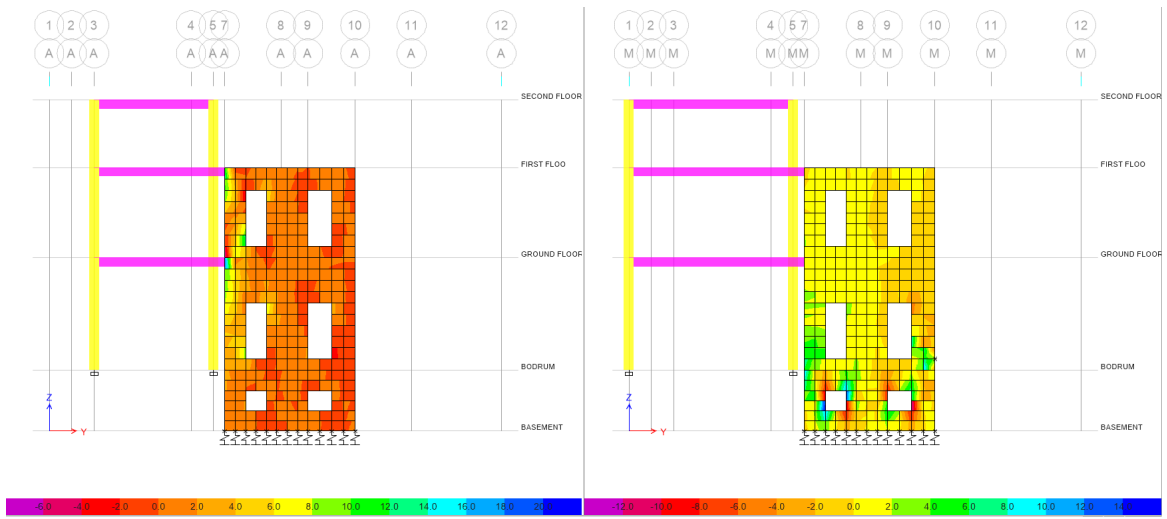 1 2 3 4 5 7 8 9 10 11 12
A A A A A A A A A A A
SECOND FLOOR
FIRST FLOO
GROUND FLOOR
BODRUM
Z
Y
BASEMENT
-6.0 -4.0 -2.0 0.0 2.0 4.0 6.0 8.0 10.0 12.0 14.0 16.0 18.0 20.0
1 2 3 4 5 7 8 9 10 11 12
M M M M M M M M M M M
SECOND FLOOR
FIRST FLOO
GROUND FLOOR
BODRUM
Z
Y
BASEMENT
-12.0 -10.0 -8.0 -6.0 -4.0 -2.0 0.0 2.0 4.0 6.0 8.0 10.0 12.0 14.0